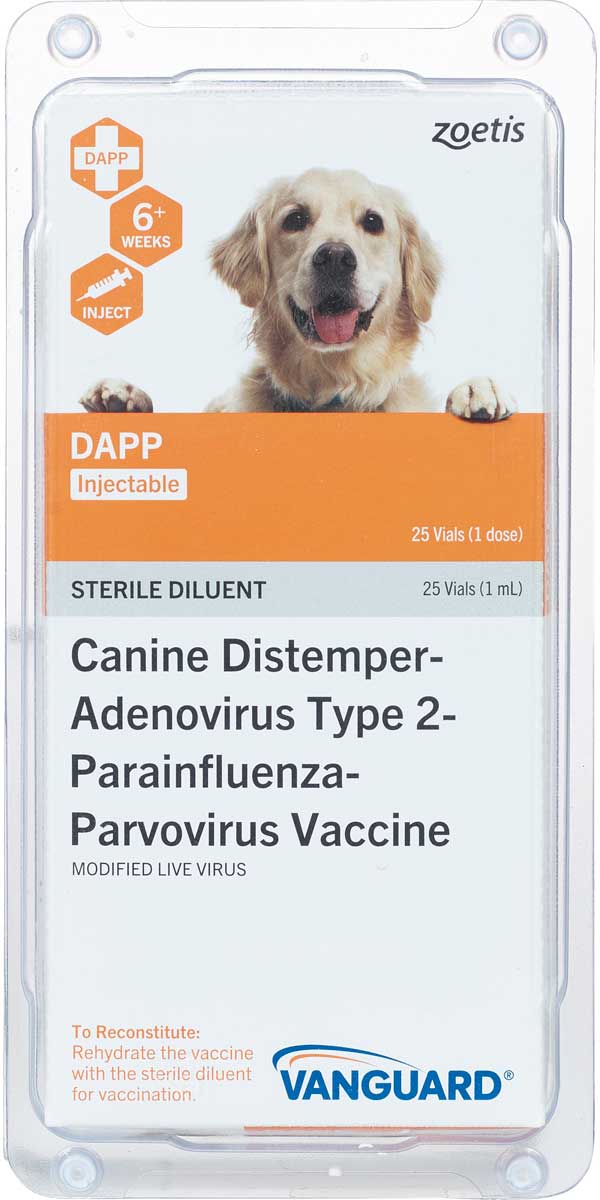 zoetis
DAPP
6+
WEEKS
INJECT
DAPP
Injectable
25 Vials (1 dose)
STERILE DILUENT
25 Vials (1 mL)
Canine Distemper-
Adenovirus Type 2-
Parainfluenza-
Parvovirus Vaccine
MODIFIED LIVE VIRUS
To Reconstitute:
Rehydrate the vaccine
with the sterile diluent
for vaccination.
VANGUARD®